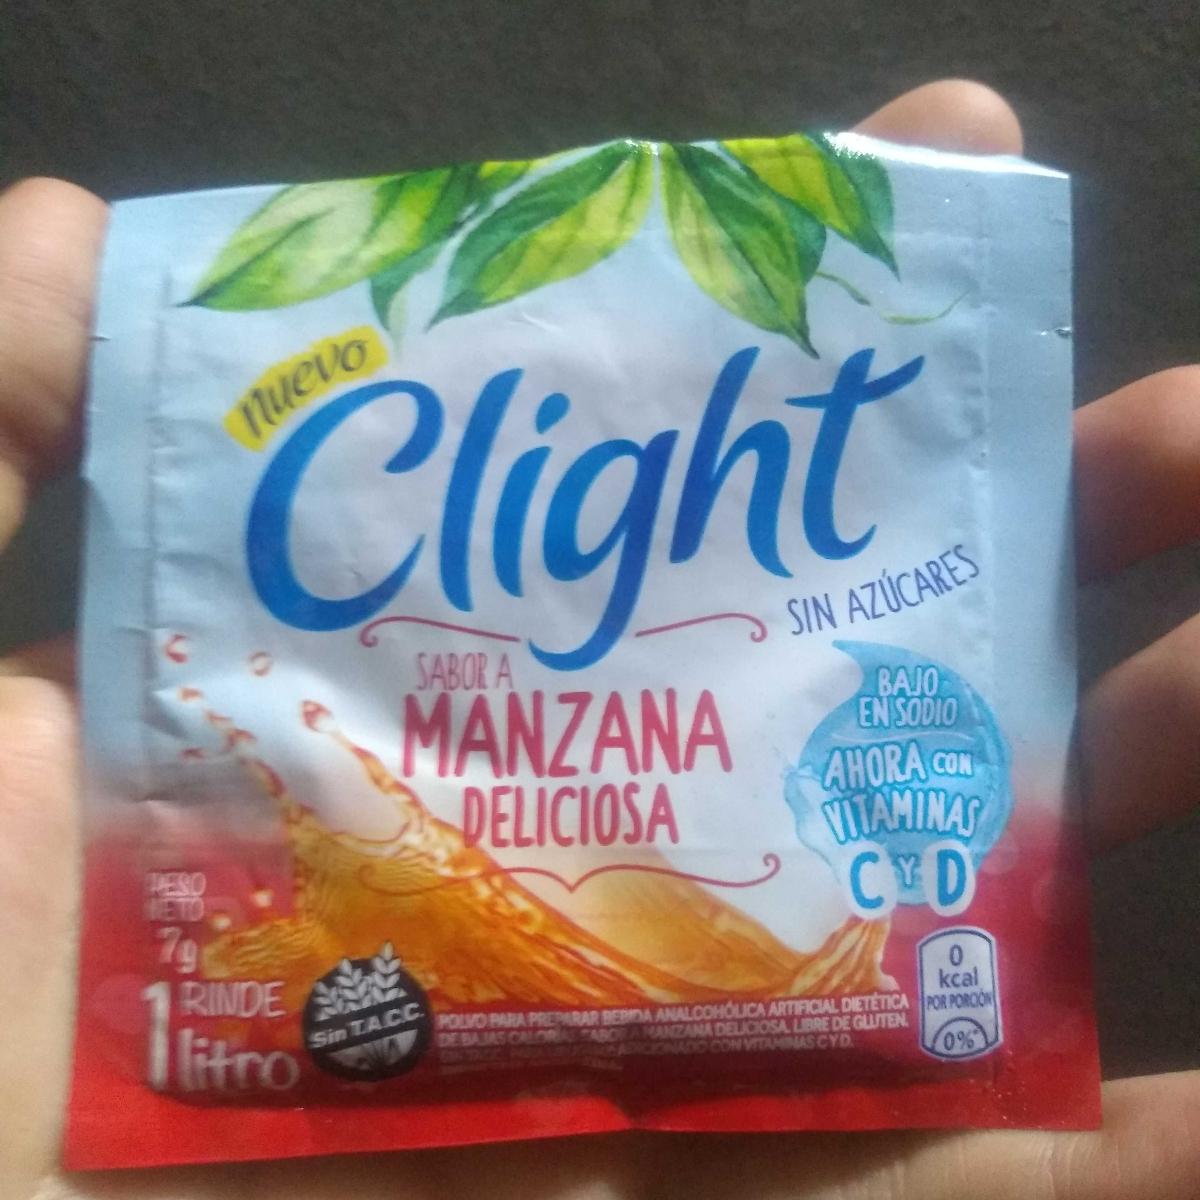 nuevo
Clight
SIN AZÚCARES
SABOR A
MANZANA
DELICIOSA
BAJO
EN SODIO
AHORA CON
VITAMINAS
C Y D
PESO
NETO
7g
RINDE
1 litro
Sin T.A.C.C.
POLVO PARA PREPARAR BEBIDA ANALCOHÓLICA ARTIFICIAL DIETÉTICA
DE BAJAS CALORÍAS SABOR A MANZANA DELICIOSA. LIBRE DE GLUTEN.
ADICIONADO CON VITAMINAS C Y D.
0
kcal
POR PORCIÓN
0%*